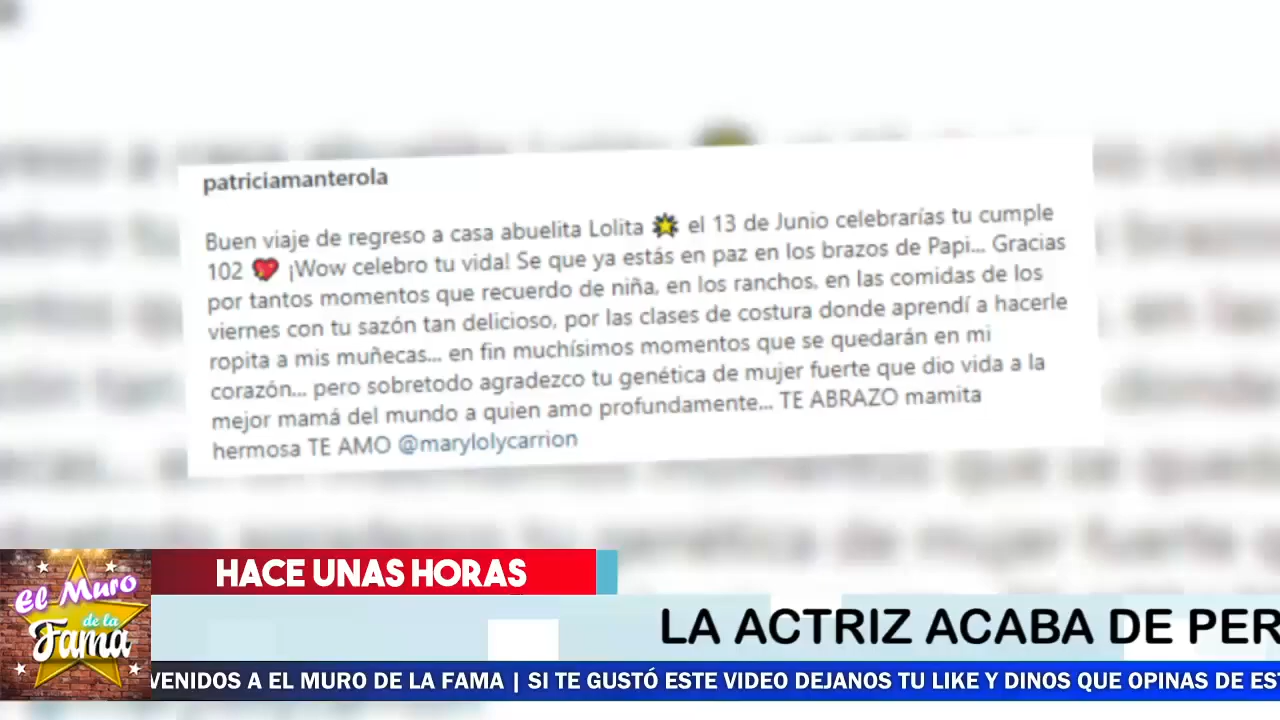 patriciamanterola
Buen viaje de regreso a casa abuelita Lolita 🌟 el 13 de Junio celebrarías tu cumple
102 💖 ¡Wow celebro tu vida! Se que ya estás en paz en los brazos de Papi... Gracias
por tantos momentos que recuerdo de niña, en los ranchos, en las comidas de los
viernes con tu sazón tan delicioso, por las clases de costura donde aprendí a hacerle
ropita a mis muñecas... en fin muchísimos momentos que se quedarán en mi
corazón... pero sobretodo agradezco tu genética de mujer fuerte que dio vida a la
mejor mamá del mundo a quien amo profundamente... TE ABRAZO mamita
hermosa TE AMO @marylolycarrion
HACE UNAS HORAS
El Muro
de la
Fama
LA ACTRIZ ACABA DE PER
VENIDOS A EL MURO DE LA FAMA | SI TE GUSTÓ ESTE VIDEO DEJANOS TU LIKE Y DINOS QUE OPINAS DE EST